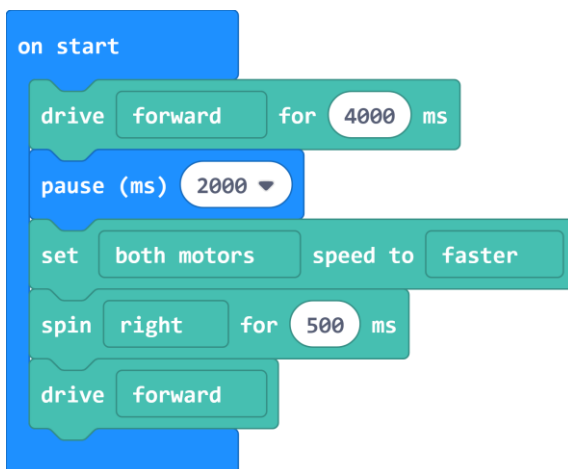 on start
drive forward for 4000 ms
pause (ms) 2000
set both motors speed to faster
spin right for 500 ms
drive forward